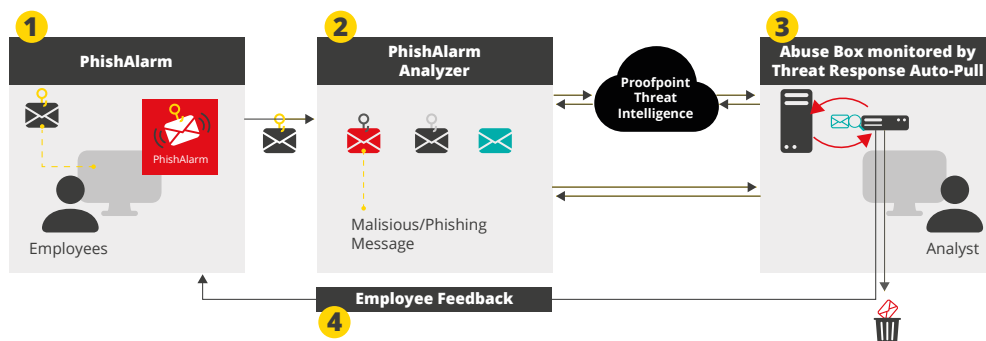 1
PhishAlarm
PhishAlarm
Employees
2
PhishAlarm
Analyzer
Malisious/Phishing
Message
Proofpoint
Threat
Intelligence
3
Abuse Box monitored by
Threat Response Auto-Pull
Analyst
Employee Feedback
4